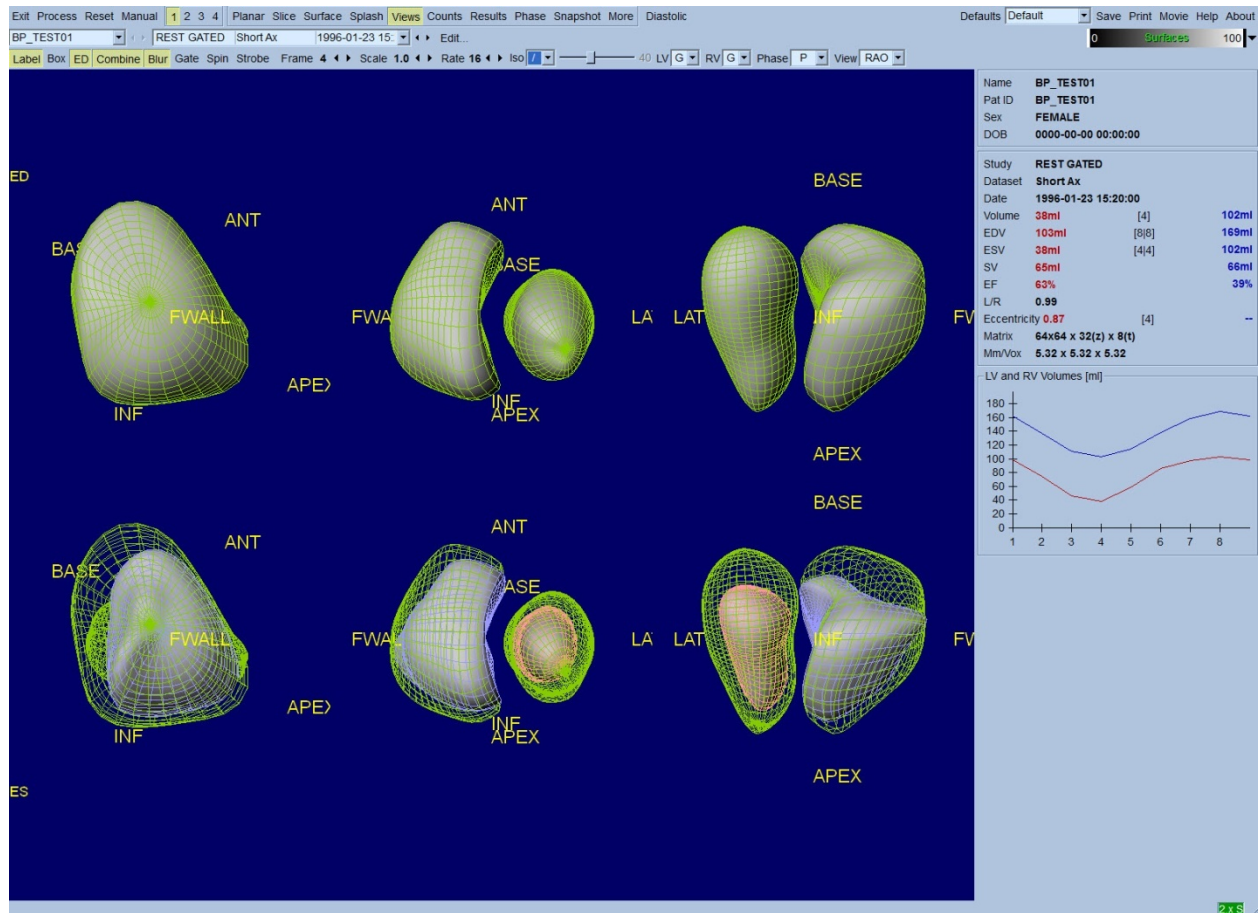 Exit Process Reset Manual 1 2 3 4 Planar Slice Surface Splash Views Counts Results Phase Snapshot More Diastolic Defaults Default Save Print Movie Help About
BP_TEST01 REST GATED Short Ax 1996-01-23 15: Edit... 0 Surfaces 100
Label Box ED Combine Blur Gate Spin Strobe Frame 4 Scale 1.0 Rate 16 Iso / 40 LV G RV G Phase P View RAO
Name BP_TEST01
Pat ID BP_TEST01
Sex FEMALE
DOB 0000-00-00 00:00:00
Study REST GATED
Dataset Short Ax
Date 1996-01-23 15:20:00
Volume 38ml [4] 102ml
EDV 103ml [8|8] 169ml
ESV 38ml [4|4] 102ml
SV 65ml 66ml
EF 63% 39%
L/R 0.99
Eccentricity 0.87 [4] --
Matrix 64x64 x 32(z) x 8(t)
Mm/Vox 5.32 x 5.32 x 5.32
LV and RV Volumes [ml]
180
160
140
120
100
80
60
40
20
0
1 2 3 4 5 6 7 8
ED
BASE
ANT ANT
BAS BASE
FWALL FWA LA LAT INF FW
APEX INF
INF APEX
APEX
BASE
ANT ANT
BASE BASE
FWALL FWAL LA LAT INF FW
APEX INF
INF APEX
APEX
ES
2 x S